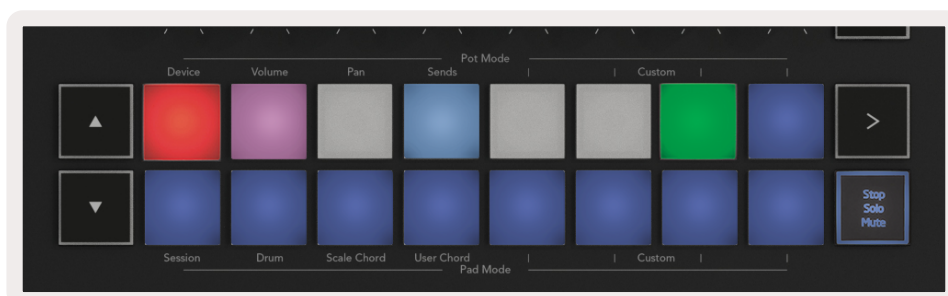 Pot Mode
Device Volume Pan Sends Custom
▲ >
▼ Stop
Solo
Mute
Session Drum Scale Chord User Chord Custom
Pad Mode